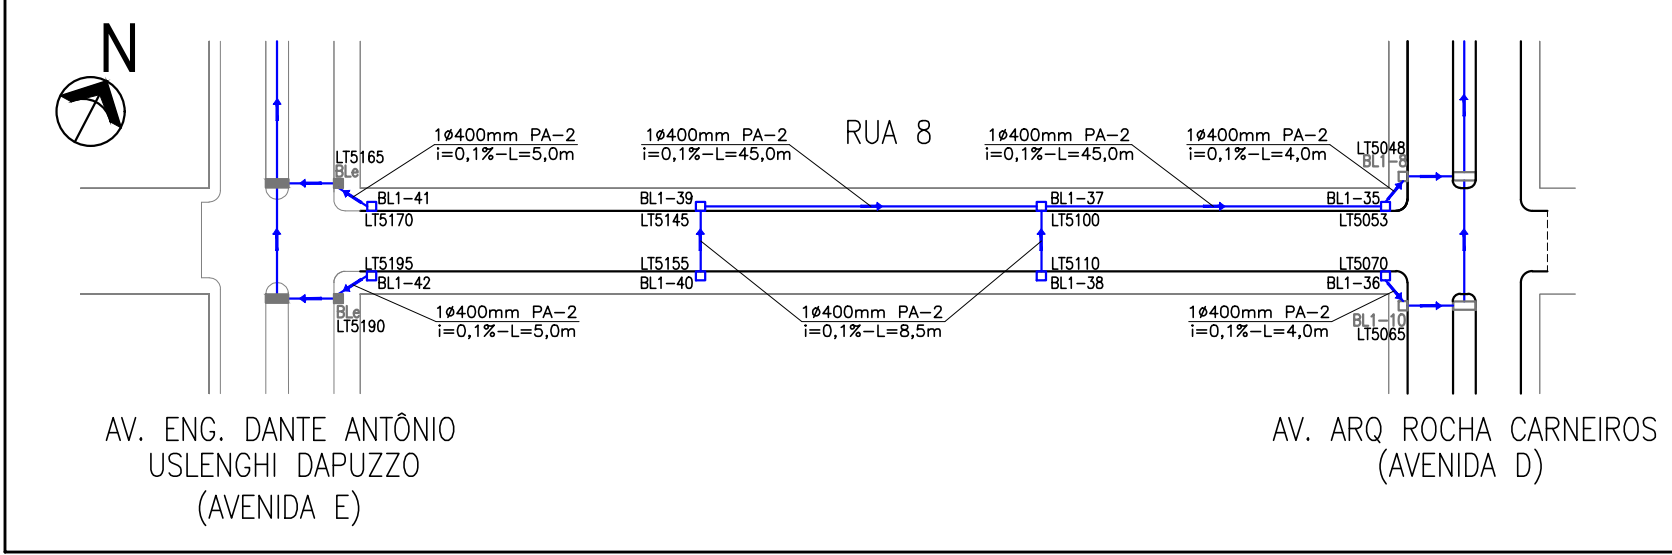 N
RUA 8
1ø400mm PA-2
i=0,1%-L=5,0m
1ø400mm PA-2
i=0,1%-L=45,0m
1ø400mm PA-2
i=0,1%-L=45,0m
1ø400mm PA-2
i=0,1%-L=4,0m
LT5165
BLe
BL1-41
LT5170
BL1-39
LT5145
BL1-37
LT5100
LT5048
BL1-8
BL1-35
LT5053
LT5195
BL1-42
BLe
LT5190
LT5155
BL1-40
LT5110
BL1-38
LT5070
BL1-36
BL1-10
LT5065
1ø400mm PA-2
i=0,1%-L=5,0m
1ø400mm PA-2
i=0,1%-L=8,5m
1ø400mm PA-2
i=0,1%-L=4,0m
AV. ENG. DANTE ANTÔNIO
USLENGHI DAPUZZO
(AVENIDA E)
AV. ARQ ROCHA CARNEIROS
(AVENIDA D)